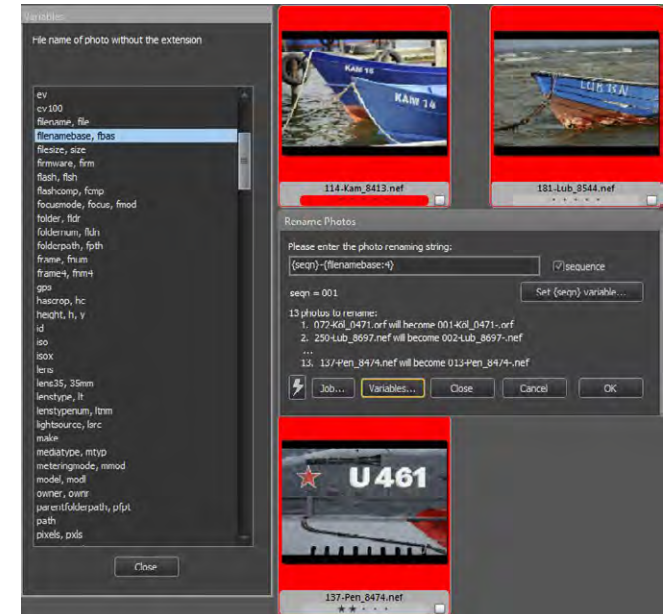 Variables
File name of photo without the extension
ev
ev100
filename, file
filenamebase, fbas
filesize, size
firmware, firm
flash, flsh
flashcomp, fcmp
focusmode, focus, fmod
folder, fldr
foldernum, fldn
folderpath, fpth
frame, fnum
frame4, fnm4
gps
hascrop, hc
height, h, y
id
iso
isox
lens
lens35, 35mm
lenstype, lt
lenstypenum, ltnm
lightsource, lsrc
make
mediatype, mtyp
meteringmode, mmod
model, modl
owner, ownr
parentfolderpath, pfpt
path
pixels, pxls
Close
KAM 16
KAM 14
114-Kam_8413.nef
181-Lub_8544.nef
Rename Photos
Please enter the photo renaming string:
{seqn}-{filenamebase:4}
sequence
seqn = 001
Set {seqn} variable...
13 photos to rename:
1. 072-Köl_0471.orf will become 001-Köl_0471-.orf
2. 250-Lub_8697.nef will become 002-Lub_8697-.nef
...
13. 137-Pen_8474.nef will become 013-Pen_8474-.nef
Job...
Variables...
Close
Cancel
OK
U 461
137-Pen_8474.nef